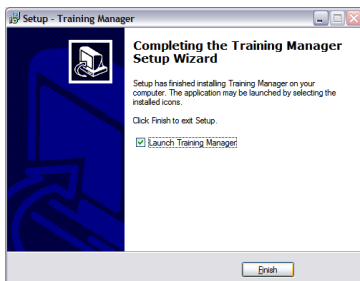 Setup - Training Manager
Completing the Training Manager
Setup Wizard
Setup has finished installing Training Manager on your
computer. The application may be launched by selecting the
installed icons.
Click Finish to exit Setup.
Launch Training Manager
Finish